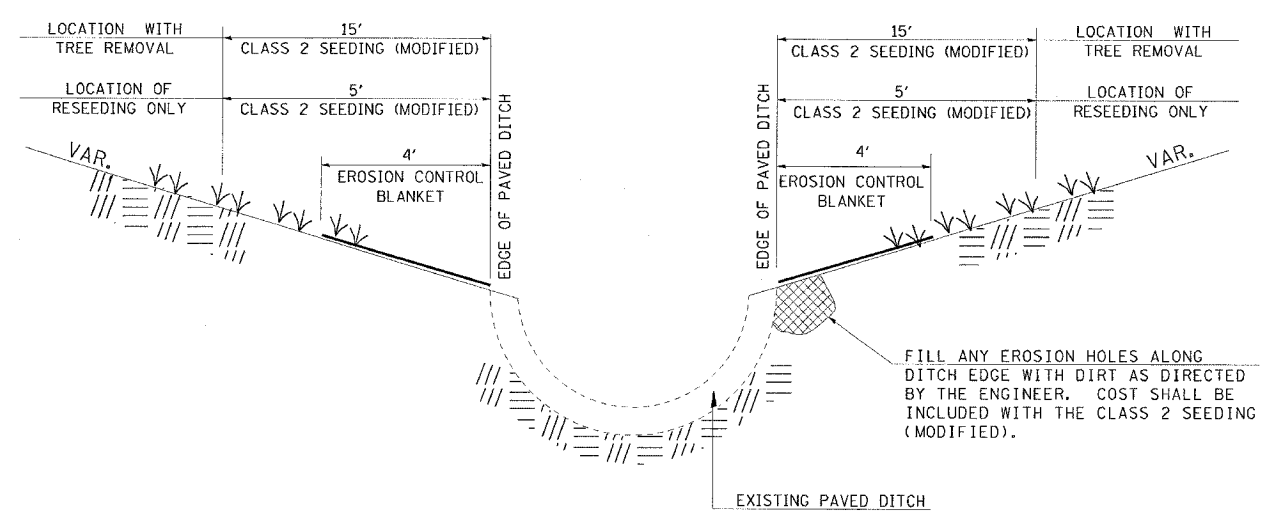 LOCATION WITH
TREE REMOVAL
15'
CLASS 2 SEEDING (MODIFIED)
LOCATION OF
RESEEDING ONLY
5'
CLASS 2 SEEDING (MODIFIED)
VAR.
4'
EROSION CONTROL
BLANKET
EDGE OF PAVED DITCH
EDGE OF PAVED DITCH
15'
CLASS 2 SEEDING (MODIFIED)
LOCATION WITH
TREE REMOVAL
5'
CLASS 2 SEEDING (MODIFIED)
LOCATION OF
RESEEDING ONLY
4'
EROSION CONTROL
BLANKET
VAR.
FILL ANY EROSION HOLES ALONG
DITCH EDGE WITH DIRT AS DIRECTED
BY THE ENGINEER. COST SHALL BE
INCLUDED WITH THE CLASS 2 SEEDING
(MODIFIED).
EXISTING PAVED DITCH